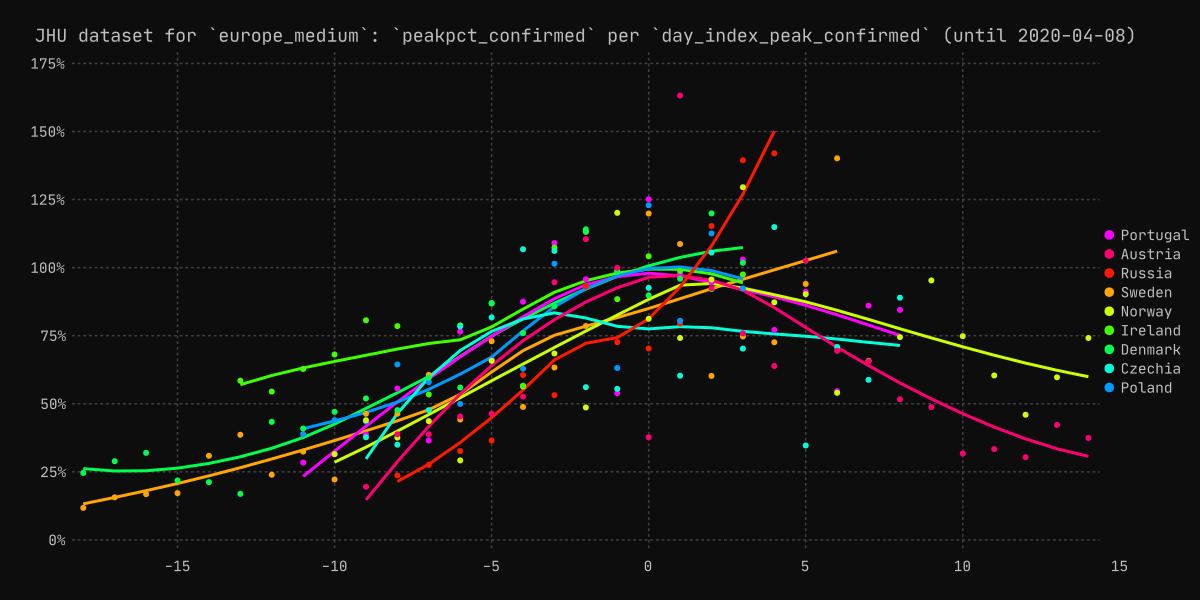 JHU dataset for `europe_medium`: `peakpct_confirmed` per `day_index_peak_confirmed` (until 2020-04-08)
175%
150%
125%
100%
75%
50%
25%
0%
-15
-10
-5
0
5
10
15
Portugal
Austria
Russia
Sweden
Norway
Ireland
Denmark
Czechia
Poland